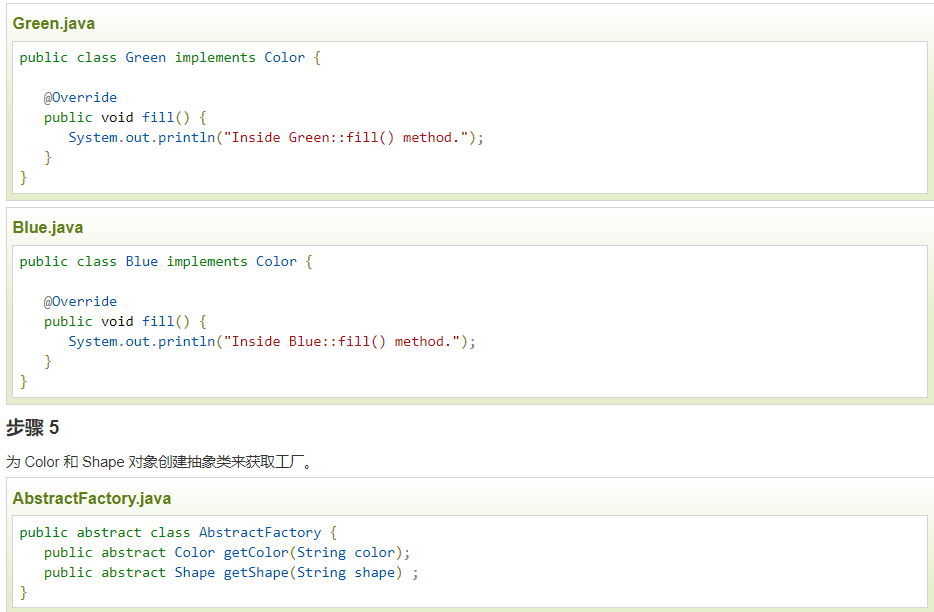 Green.java
public class Green implements Color {
@Override
public void fill() {
System.out.println("Inside Green::fill() method.");
}
}
Blue.java
public class Blue implements Color {
@Override
public void fill() {
System.out.println("Inside Blue::fill() method.");
}
}
步骤 5
为 Color 和 Shape 对象创建抽象类来获取工厂。
AbstractFactory.java
public abstract class AbstractFactory {
public abstract Color getColor(String color);
public abstract Shape getShape(String shape) ;
}